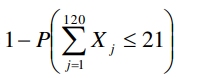 1 - P(∑_{j=1}^{120} X_j ≤ 21)